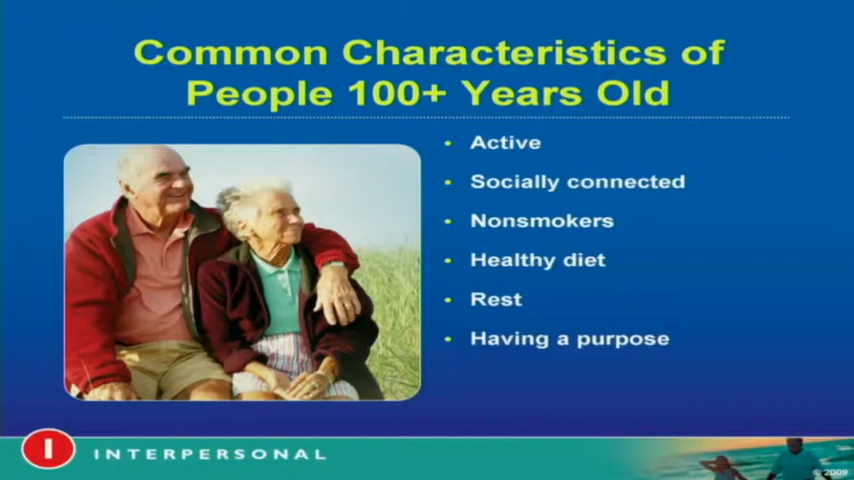 Common Characteristics of
People 100+ Years Old
• Active
• Socially connected
• Nonsmokers
• Healthy diet
• Rest
• Having a purpose
I INTERPERSONAL
© 2009